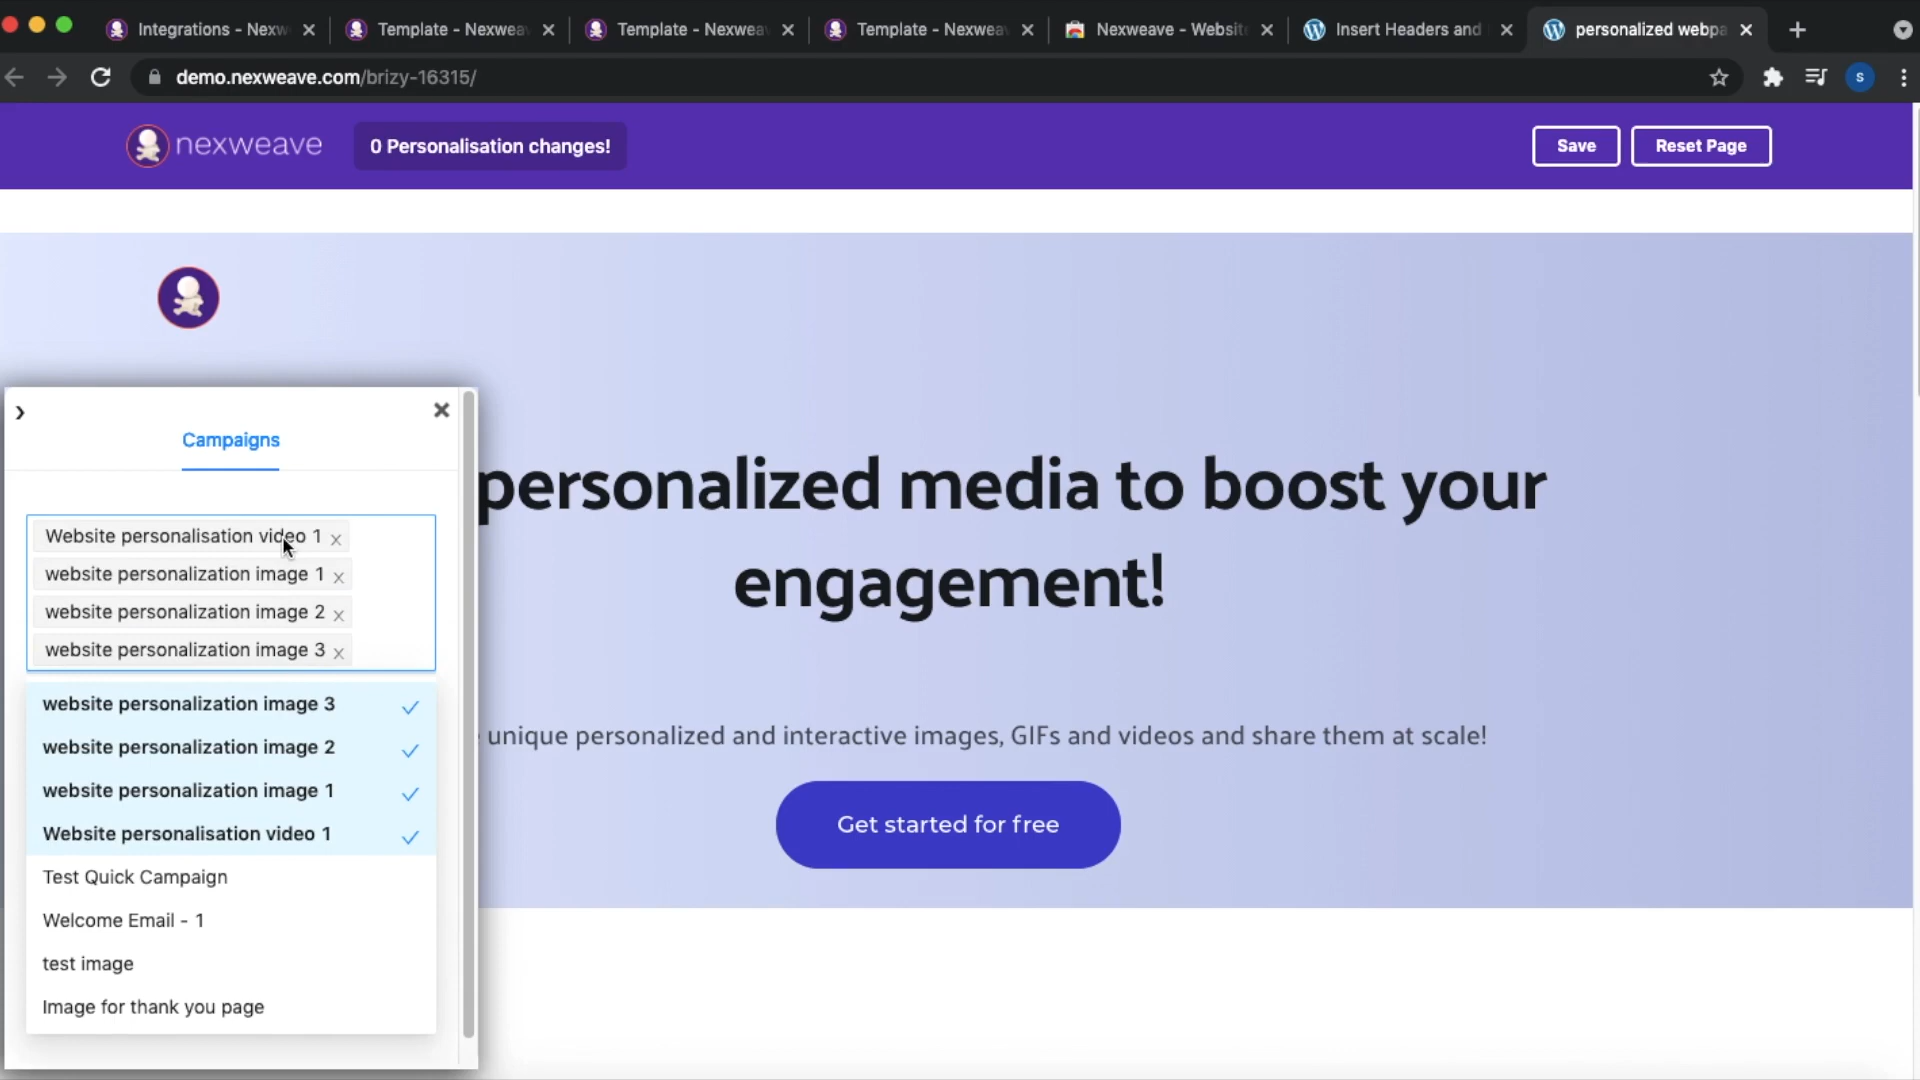 Integrations - Nexw
Template - Nexwea
Template - Nexwea
Template - Nexwea
Nexweave - Websit
Insert Headers and
personalized webpa
demo.nexweave.com/brizy-16315/
s
nexweave
0 Personalisation changes!
Save
Reset Page
Campaigns
personalized media to boost your
engagement!
Website personalisation video 1 x
website personalization image 1 x
website personalization image 2 x
website personalization image 3 x
website personalization image 3
website personalization image 2
website personalization image 1
Website personalisation video 1
Test Quick Campaign
Welcome Email - 1
test image
Image for thank you page
unique personalized and interactive images, GIFs and videos and share them at scale!
Get started for free